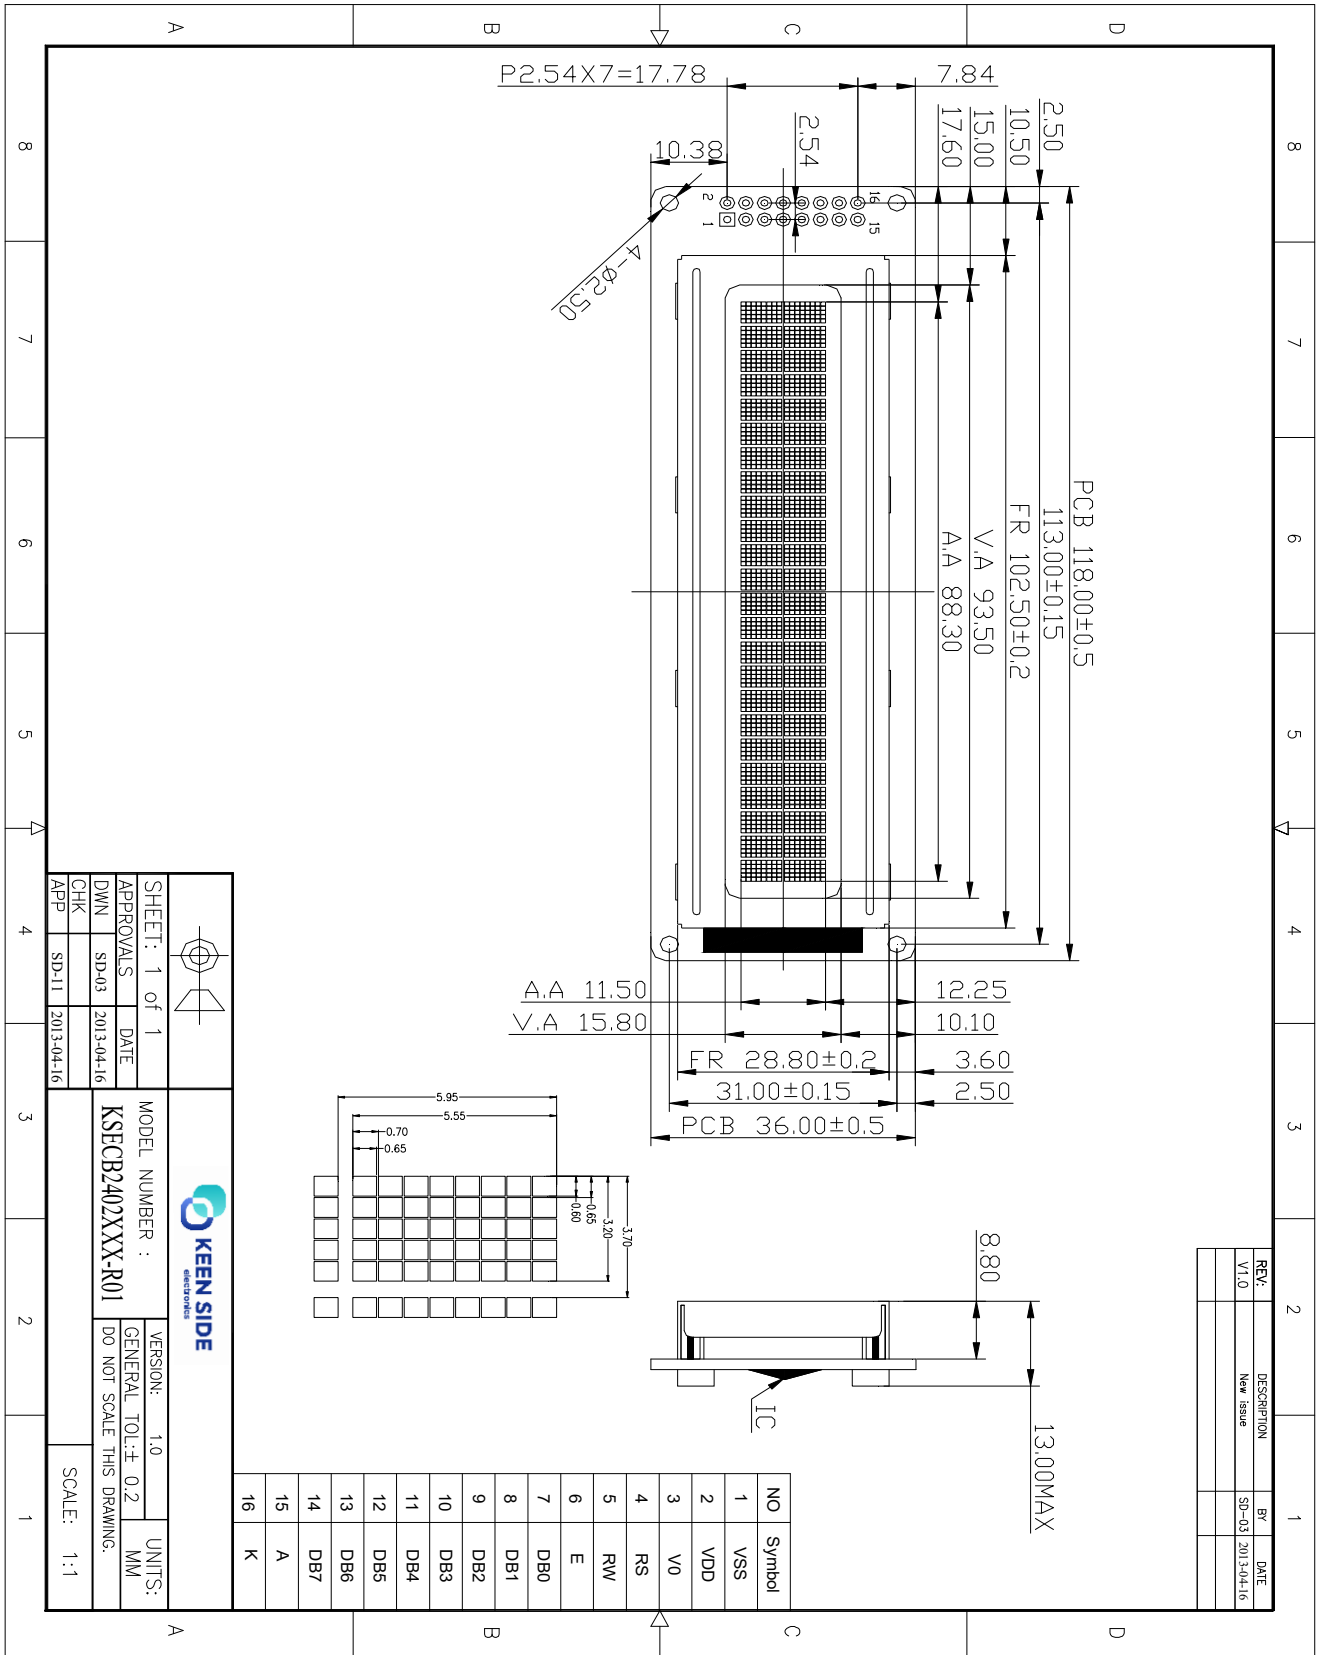 D
C
B
A
8
7
6
5
4
3
2
1
REV:
DESCRIPTION
BY
DATE
V1.0
New issue
SD-03
2013-04-16
PCB 118.00±0.5
113.00±0.15
FR 102.50±0.2
V.A 93.50
A.A 88.30
2.50
10.50
15.00
17.60
7.84
P2.54X7=17.78
2.54
10.38
4-Ø2.50
2
16
1
15
12.25
A.A 11.50
10.10
V.A 15.80
3.60
FR 28.80±0.2
2.50
31.00±0.15
PCB 36.00±0.5
13.00MAX
8.80
IC
5.95
5.55
0.70
0.65
0.60
0.65
3.20
3.70
NO Symbol
1 VSS
2 VDD
3 V0
4 RS
5 RW
6 E
7 DB0
8 DB1
9 DB2
10 DB3
11 DB4
12 DB5
13 DB6
14 DB7
15 A
16 K
KEEN SIDE
electronics
SHEET: 1 of 1
APPROVALS DATE
DWN SD-03 2013-04-16
CHK
APP SD-11 2013-04-16
MODEL NUMBER :
KSECB2402XXX-R01
VERSION: 1.0
GENERAL TOL:± 0.2
DO NOT SCALE THIS DRAWING.
UNITS:
MM
SCALE: 1:1
8
7
6
5
4
3
2
1
D
C
B
A